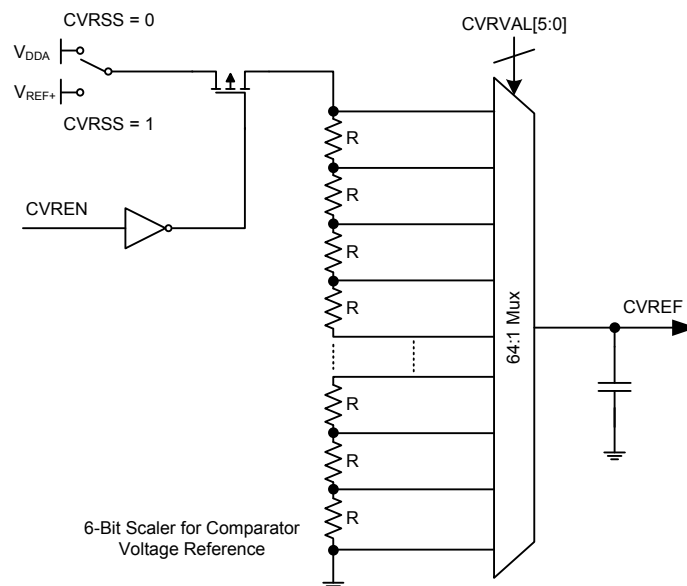 CVRSS = 0
CVRVAL[5:0]
VDDA
VREF+
CVRSS = 1
R
R
CVREN
R
R
CVREF
64:1 Mux
R
R
R
6-Bit Scaler for Comparator
Voltage Reference